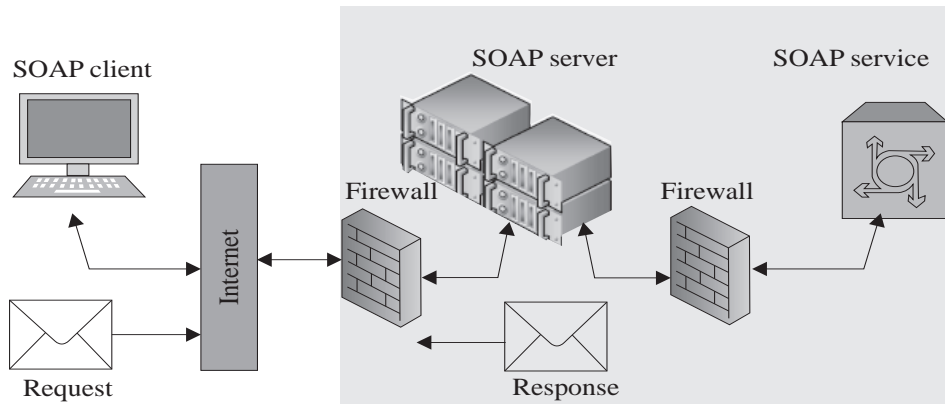 SOAP client
SOAP server
SOAP service
Firewall
Firewall
Internet
Request
Response